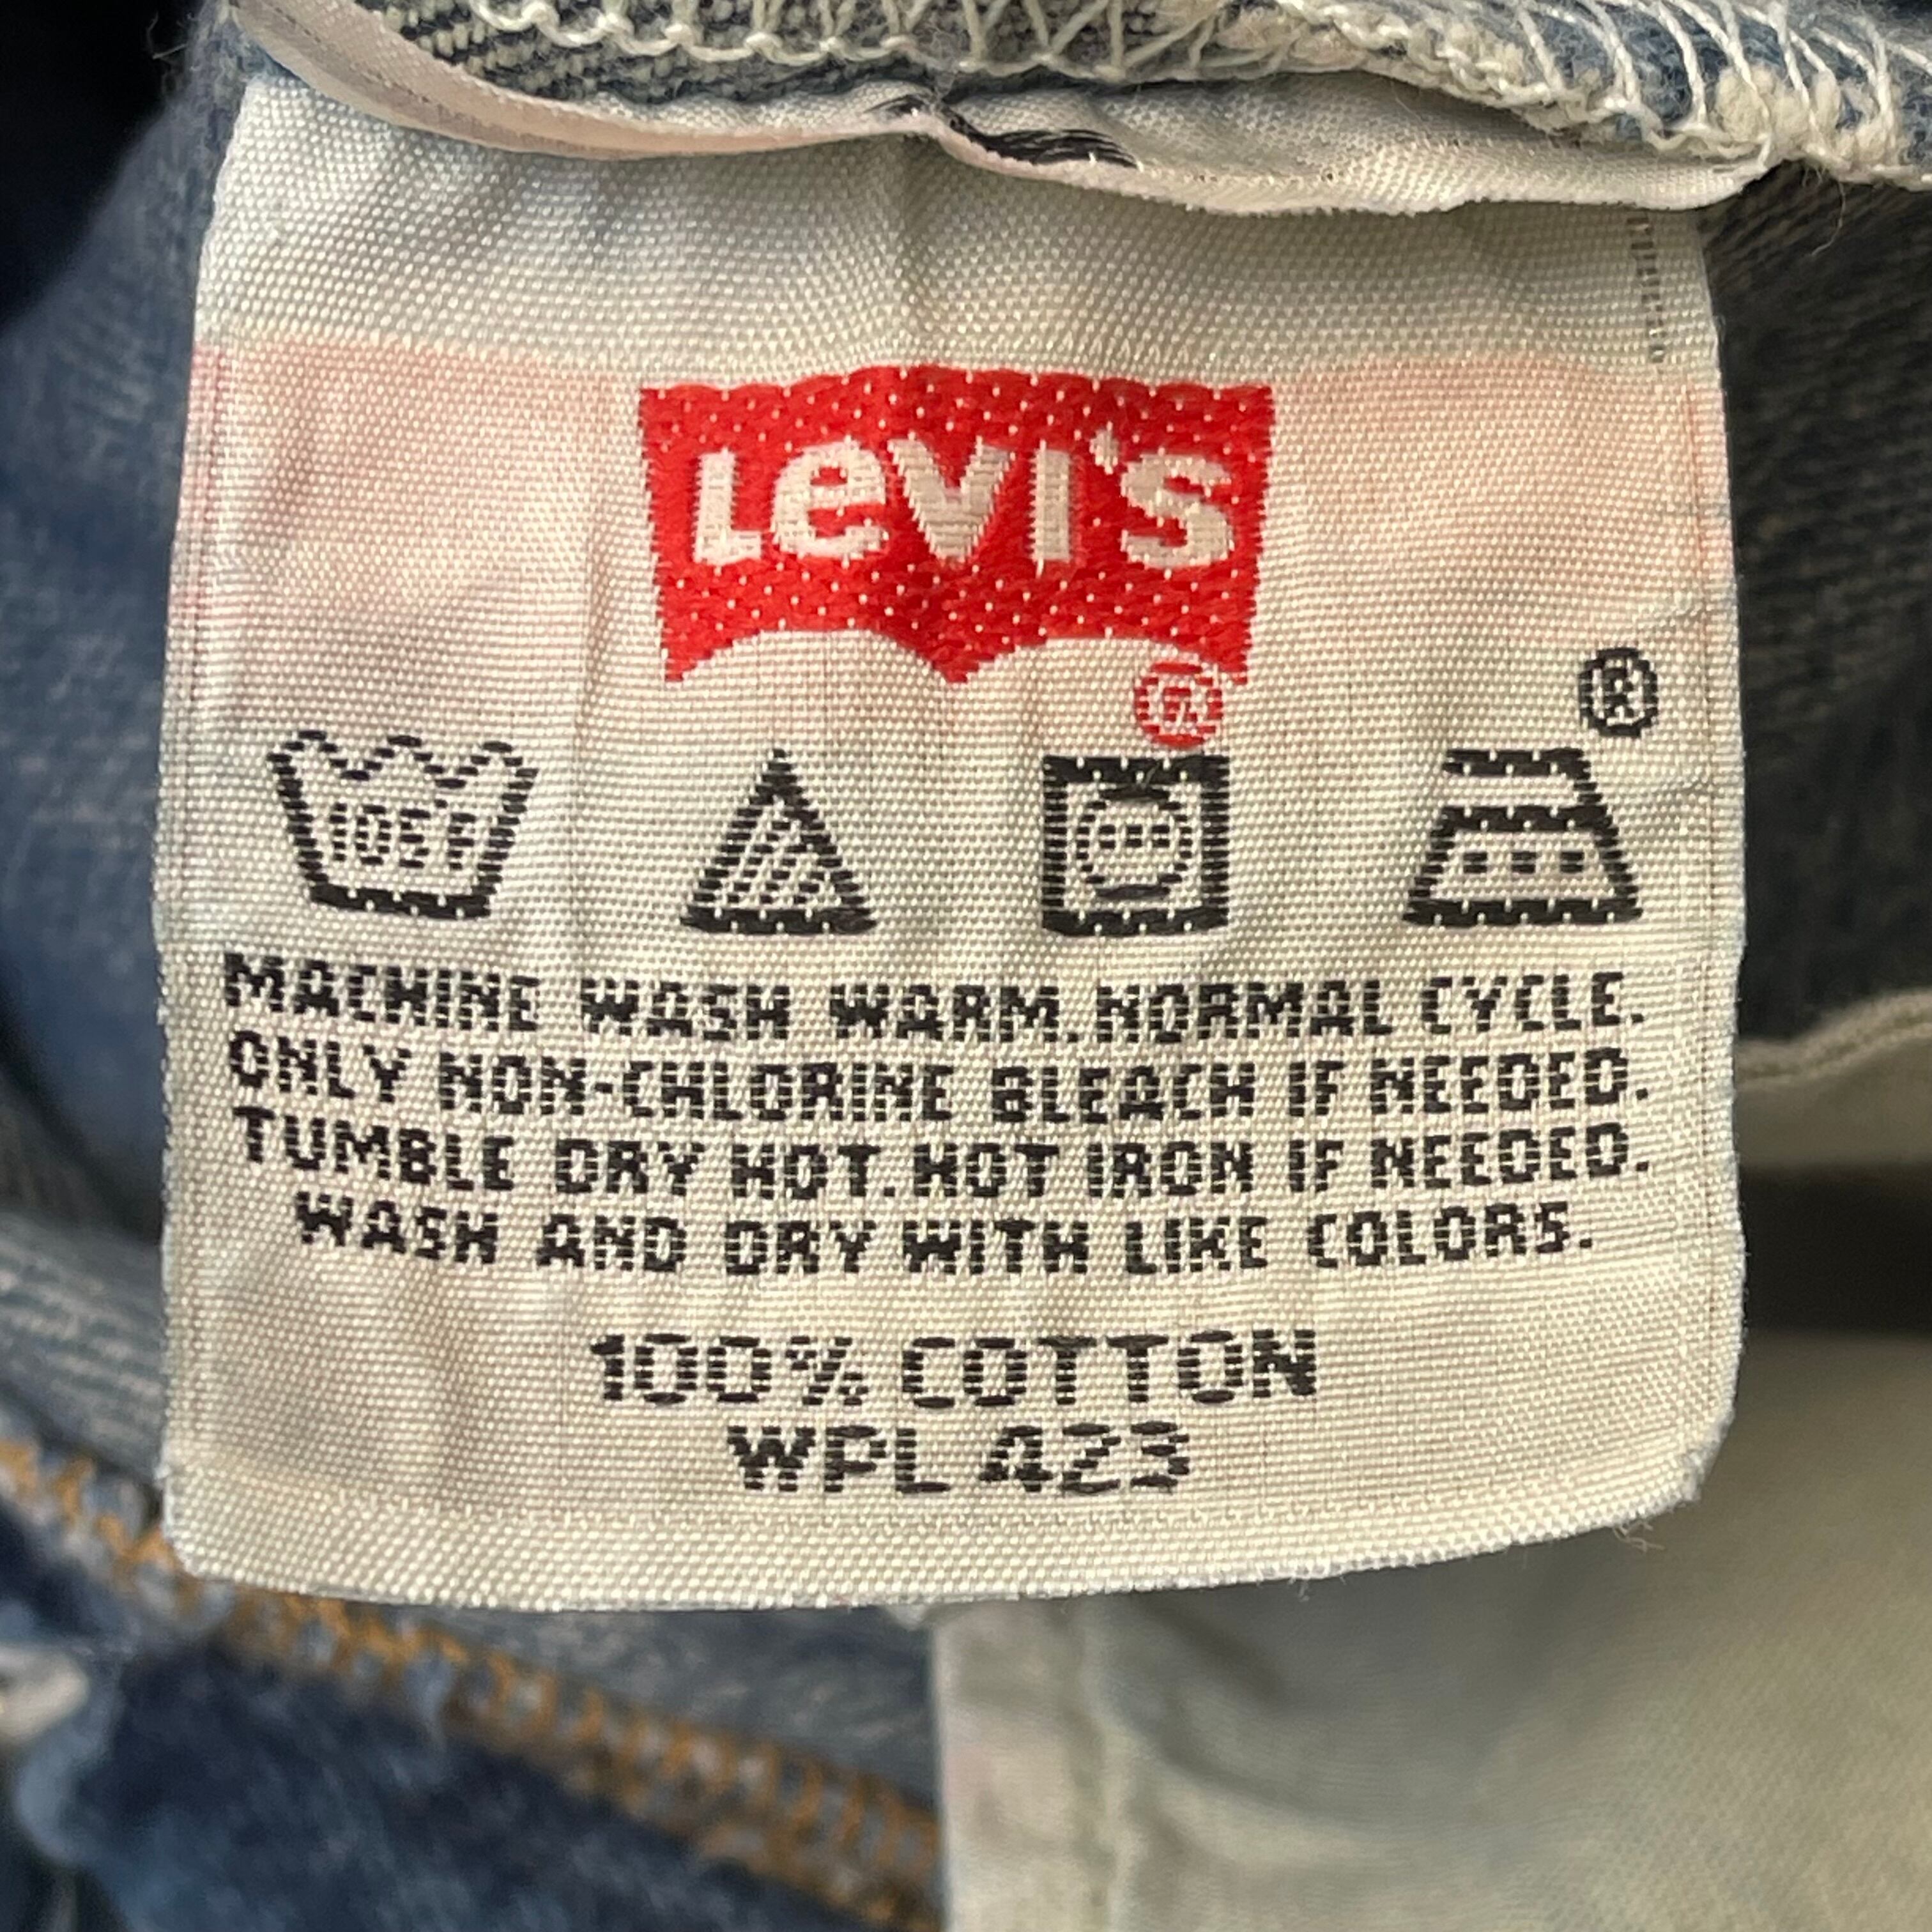 Levi's
®
®
105°F
MACHINE WASH WARM. NORMAL CYCLE.
ONLY NON-CHLORINE BLEACH IF NEEDED.
TUMBLE DRY HOT. HOT IRON IF NEEDED.
WASH AND DRY WITH LIKE COLORS.
100% COTTON
WPL 423